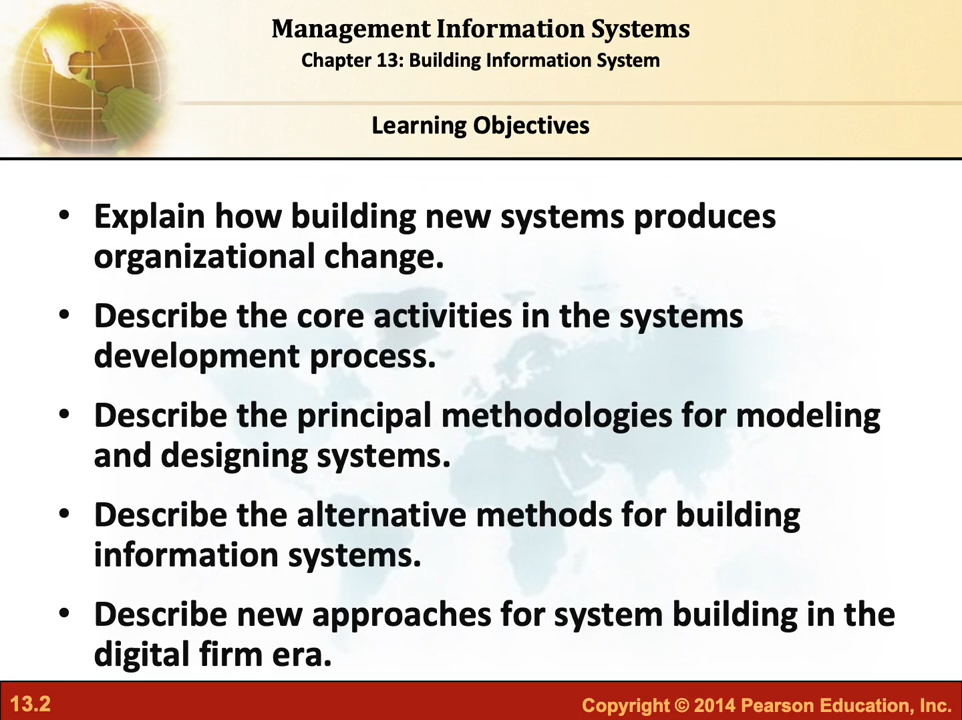 Management Information Systems
Chapter 13: Building Information System
Learning Objectives
• Explain how building new systems produces
organizational change.
• Describe the core activities in the systems
development process.
• Describe the principal methodologies for modeling
and designing systems.
• Describe the alternative methods for building
information systems.
• Describe new approaches for system building in the
digital firm era.
13.2
Copyright © 2014 Pearson Education, Inc.